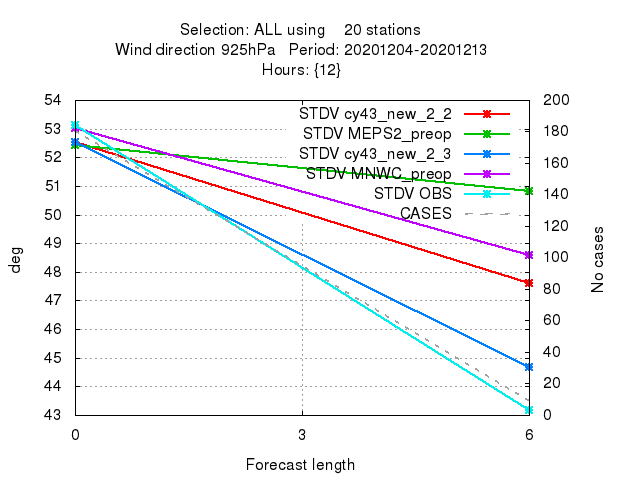 Selection: ALL using 20 stations
Wind direction 925hPa Period: 20201204-20201213
Hours: {12}
54
53
52
51
50
49
48
47
46
45
44
43
deg
STDV cy43_new_2_2
STDV MEPS2_preop
STDV cy43_new_2_3
STDV MNWC_preop
STDV OBS
CASES
200
180
160
140
120
100
80
60
40
20
0
No cases
0 3 6
Forecast length